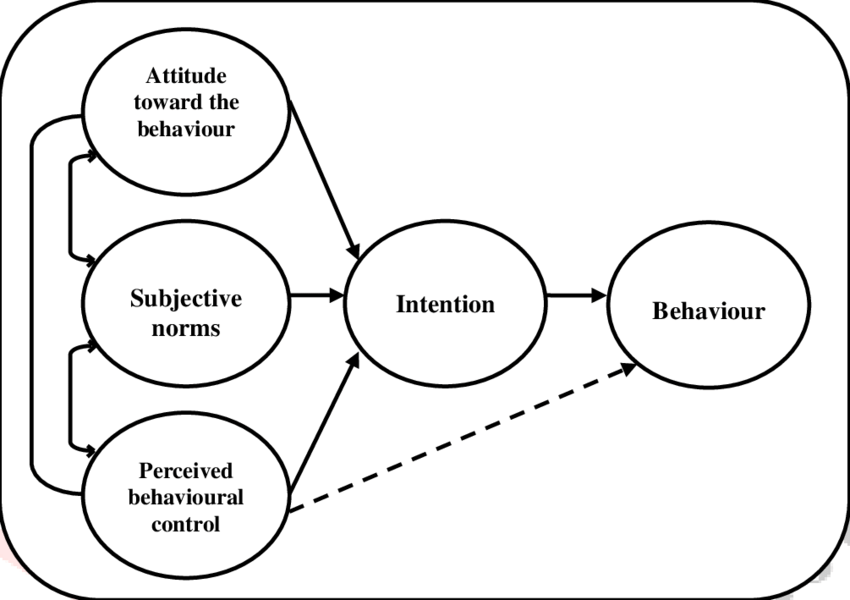 Attitude
toward the
behaviour
Subjective
norms
Perceived
behavioural
control
Intention
Behaviour